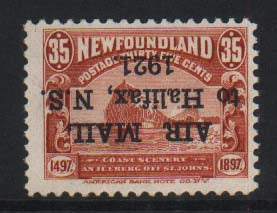 35 NEWFOUNDLAND 35
POSTAGE THIRTY FIVE CENTS
AIR MAIL
to Halifax, N.S.
1921
1497. 1897.
COAST SCENERY
AN ICEBERG OFF ST. JOHNS.
AMERICAN BANK NOTE CO. N.Y.